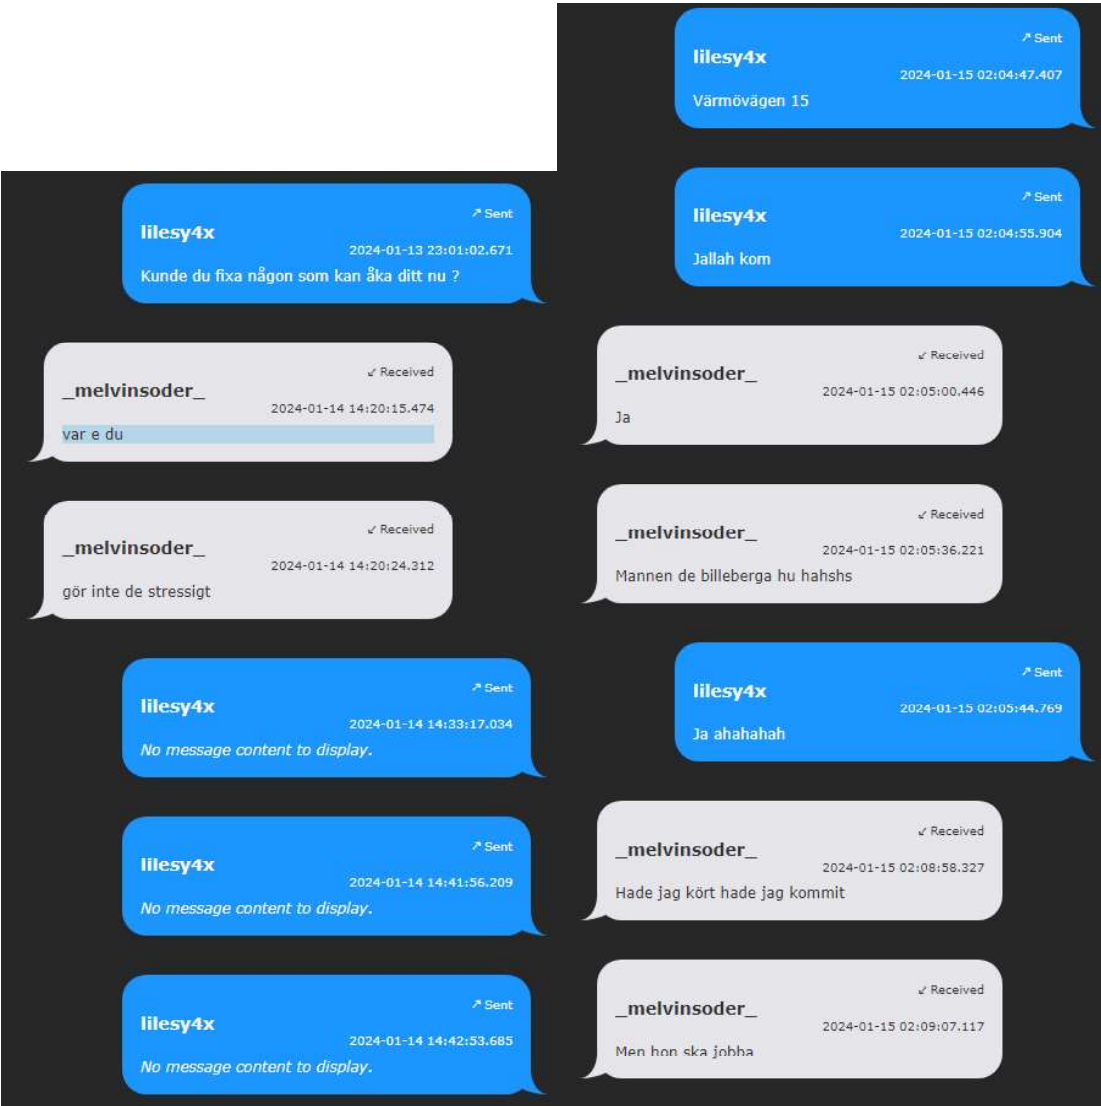 ↗ Sent
lilesy4x
2024-01-13 23:01:02.671
Kunde du fixa någon som kan åka ditt nu ?
↙ Received
_melvinsoder_
2024-01-14 14:20:15.474
var e du
↙ Received
_melvinsoder_
2024-01-14 14:20:24.312
gör inte de stressigt
↗ Sent
lilesy4x
2024-01-14 14:33:17.034
No message content to display.
↗ Sent
lilesy4x
2024-01-14 14:41:56.209
No message content to display.
↗ Sent
lilesy4x
2024-01-14 14:42:53.685
No message content to display.
↗ Sent
lilesy4x
2024-01-15 02:04:47.407
Värmövägen 15
↗ Sent
lilesy4x
2024-01-15 02:04:55.904
Jallah kom
↙ Received
_melvinsoder_
2024-01-15 02:05:00.446
Ja
↙ Received
_melvinsoder_
2024-01-15 02:05:36.221
Mannen de billeberga hu hahshs
↗ Sent
lilesy4x
2024-01-15 02:05:44.769
Ja ahahahah
↙ Received
_melvinsoder_
2024-01-15 02:08:58.327
Hade jag kört hade jag kommit
↙ Received
_melvinsoder_
2024-01-15 02:09:07.117
Men hon ska jobba